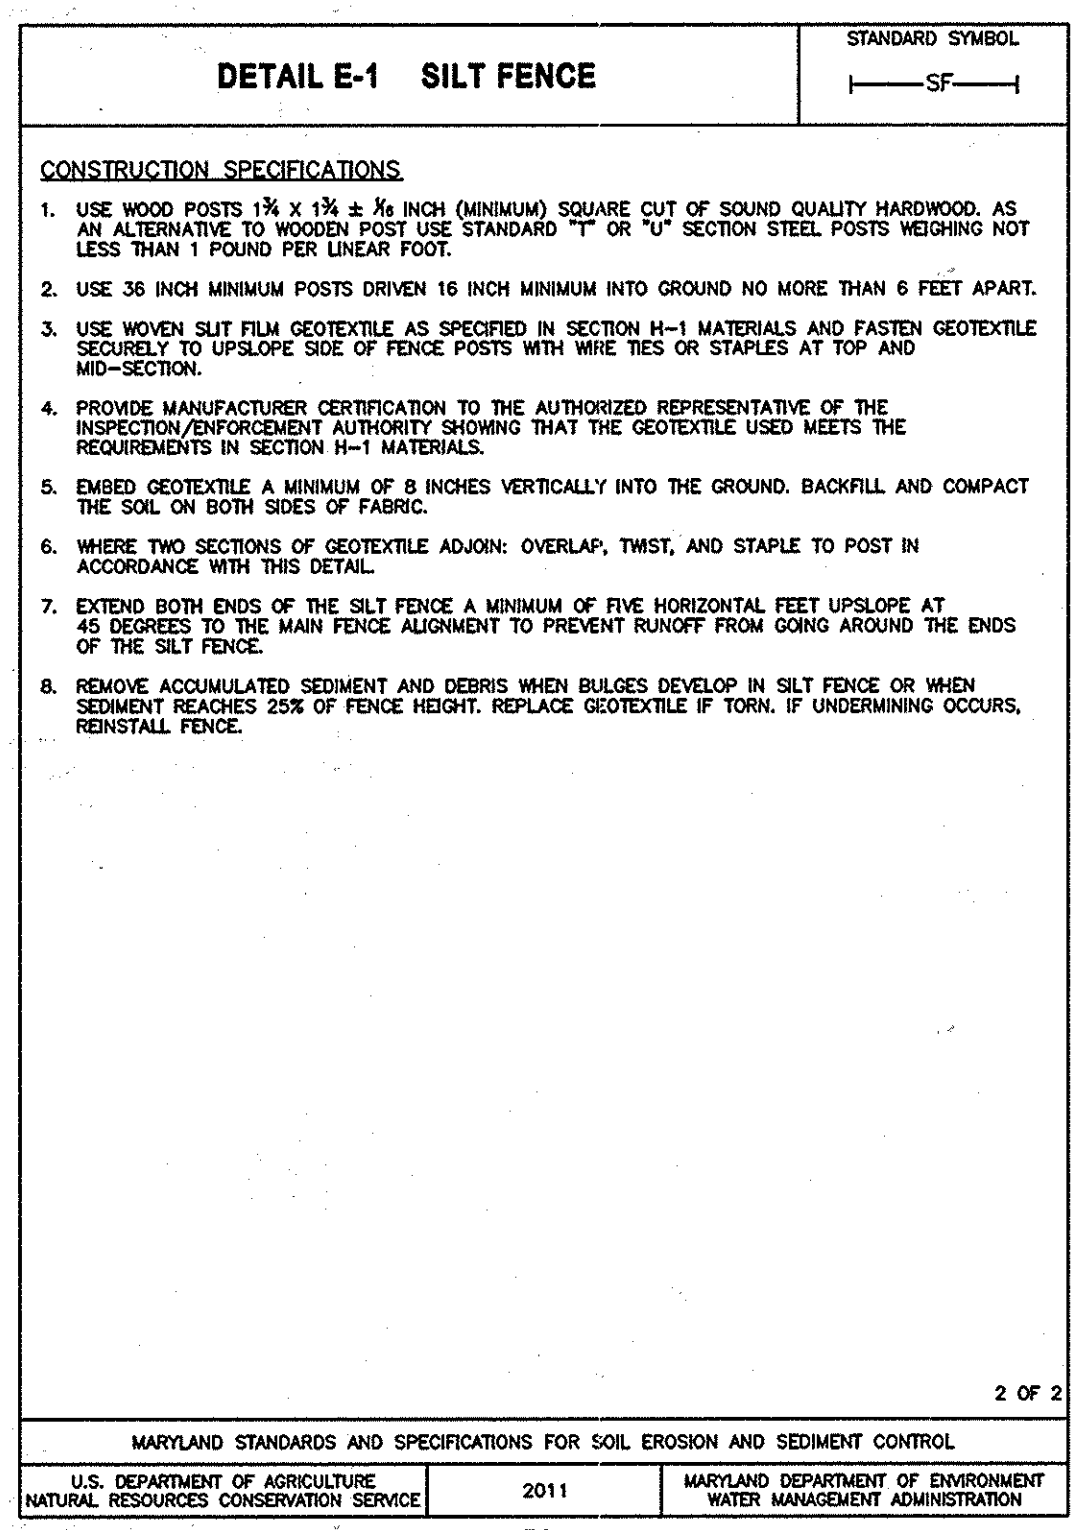 DETAIL E-1 SILT FENCE
STANDARD SYMBOL
SF
CONSTRUCTION SPECIFICATIONS
1. USE WOOD POSTS 1¾ X 1¾ ± 1⁄16 INCH (MINIMUM) SQUARE CUT OF SOUND QUALITY HARDWOOD. AS
AN ALTERNATIVE TO WOODEN POST USE STANDARD "T" OR "U" SECTION STEEL POSTS WEIGHING NOT
LESS THAN 1 POUND PER LINEAR FOOT.
2. USE 36 INCH MINIMUM POSTS DRIVEN 16 INCH MINIMUM INTO GROUND NO MORE THAN 6 FEET APART.
3. USE WOVEN SLIT FILM GEOTEXTILE AS SPECIFIED IN SECTION H-1 MATERIALS AND FASTEN GEOTEXTILE
SECURELY TO UPSLOPE SIDE OF FENCE POSTS WITH WIRE TIES OR STAPLES AT TOP AND
MID-SECTION.
4. PROVIDE MANUFACTURER CERTIFICATION TO THE AUTHORIZED REPRESENTATIVE OF THE
INSPECTION/ENFORCEMENT AUTHORITY SHOWING THAT THE GEOTEXTILE USED MEETS THE
REQUIREMENTS IN SECTION H-1 MATERIALS.
5. EMBED GEOTEXTILE A MINIMUM OF 8 INCHES VERTICALLY INTO THE GROUND. BACKFILL AND COMPACT
THE SOIL ON BOTH SIDES OF FABRIC.
6. WHERE TWO SECTIONS OF GEOTEXTILE ADJOIN: OVERLAP, TWIST, AND STAPLE TO POST IN
ACCORDANCE WITH THIS DETAIL.
7. EXTEND BOTH ENDS OF THE SILT FENCE A MINIMUM OF FIVE HORIZONTAL FEET UPSLOPE AT
45 DEGREES TO THE MAIN FENCE ALIGNMENT TO PREVENT RUNOFF FROM GOING AROUND THE ENDS
OF THE SILT FENCE.
8. REMOVE ACCUMULATED SEDIMENT AND DEBRIS WHEN BULGES DEVELOP IN SILT FENCE OR WHEN
SEDIMENT REACHES 25% OF FENCE HEIGHT. REPLACE GEOTEXTILE IF TORN. IF UNDERMINING OCCURS,
REINSTALL FENCE.
2 OF 2
MARYLAND STANDARDS AND SPECIFICATIONS FOR SOIL EROSION AND SEDIMENT CONTROL
U.S. DEPARTMENT OF AGRICULTURE
NATURAL RESOURCES CONSERVATION SERVICE
2011
MARYLAND DEPARTMENT OF ENVIRONMENT
WATER MANAGEMENT ADMINISTRATION